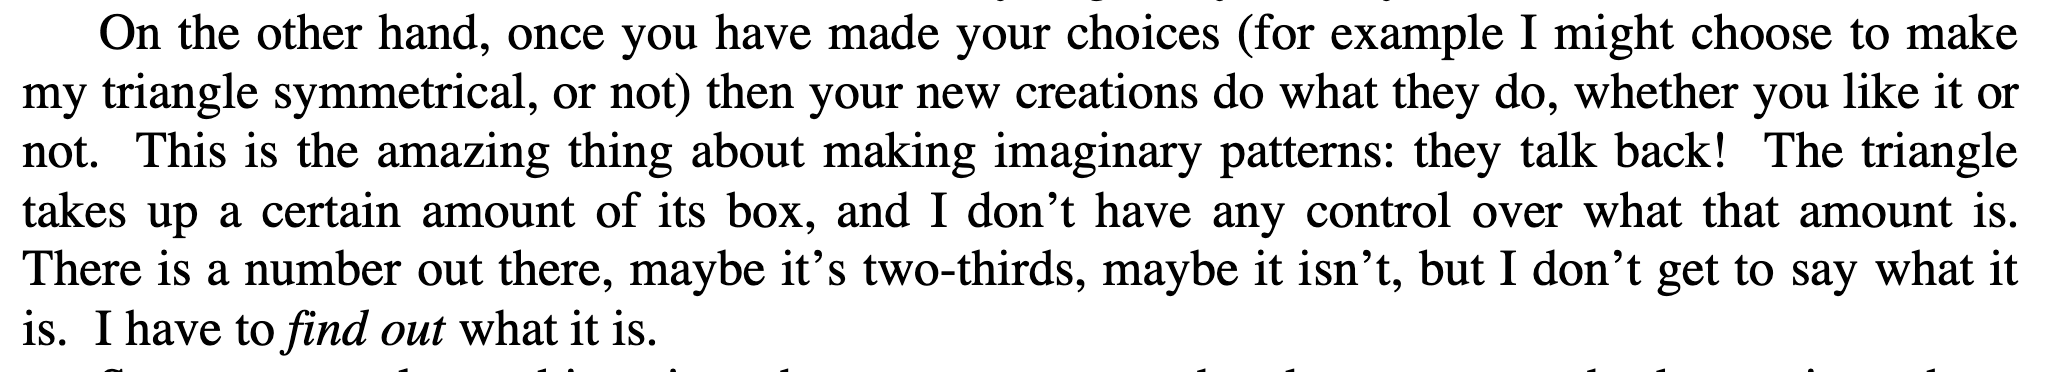 On the other hand, once you have made your choices (for example I might choose to make
my triangle symmetrical, or not) then your new creations do what they do, whether you like it or
not.  This is the amazing thing about making imaginary patterns: they talk back!  The triangle
takes up a certain amount of its box, and I don’t have any control over what that amount is.
There is a number out there, maybe it’s two-thirds, maybe it isn’t, but I don’t get to say what it
is.  I have to find out what it is.